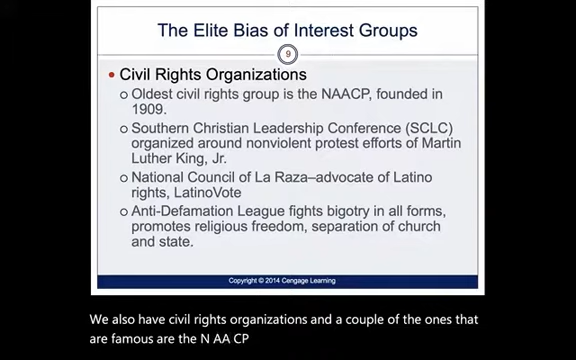 The Elite Bias of Interest Groups
9
• Civil Rights Organizations
○ Oldest civil rights group is the NAACP, founded in
1909.
○ Southern Christian Leadership Conference (SCLC)
organized around nonviolent protest efforts of Martin
Luther King, Jr.
○ National Council of La Raza–advocate of Latino
rights, LatinoVote
○ Anti-Defamation League fights bigotry in all forms,
promotes religious freedom, separation of church
and state.
Copyright © 2014 Cengage Learning
We also have civil rights organizations and a couple of the ones that
are famous are the N AA CP